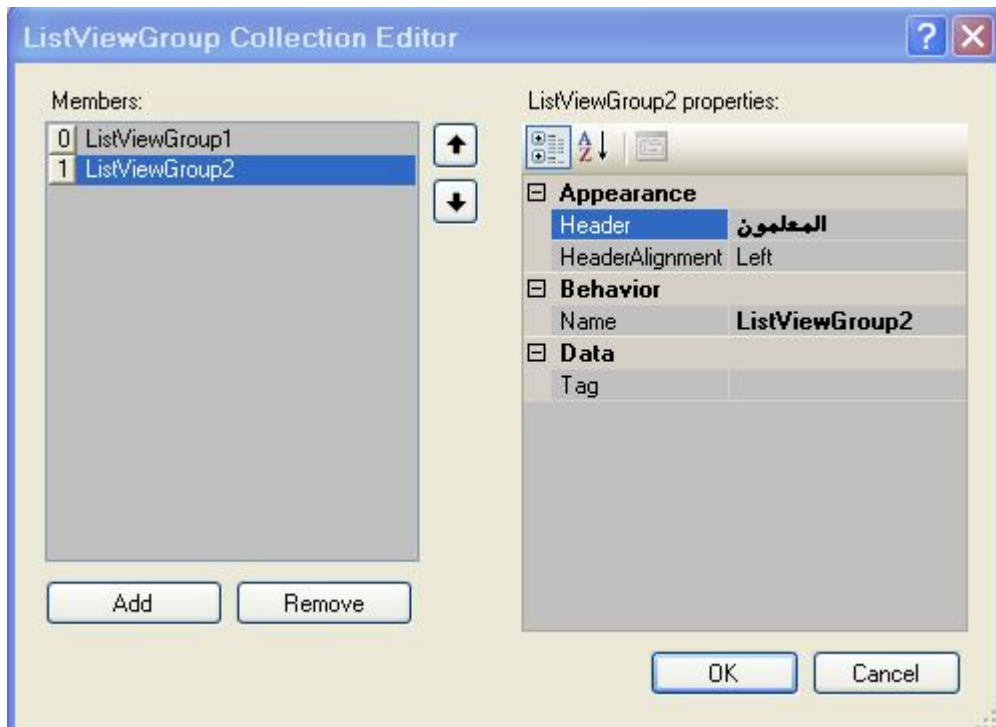 ListViewGroup Collection Editor
Members:
0 ListViewGroup1
1 ListViewGroup2
Add Remove
ListViewGroup2 properties:
Appearance
Header المعلمون
HeaderAlignment Left
Behavior
Name ListViewGroup2
Data
Tag
OK Cancel